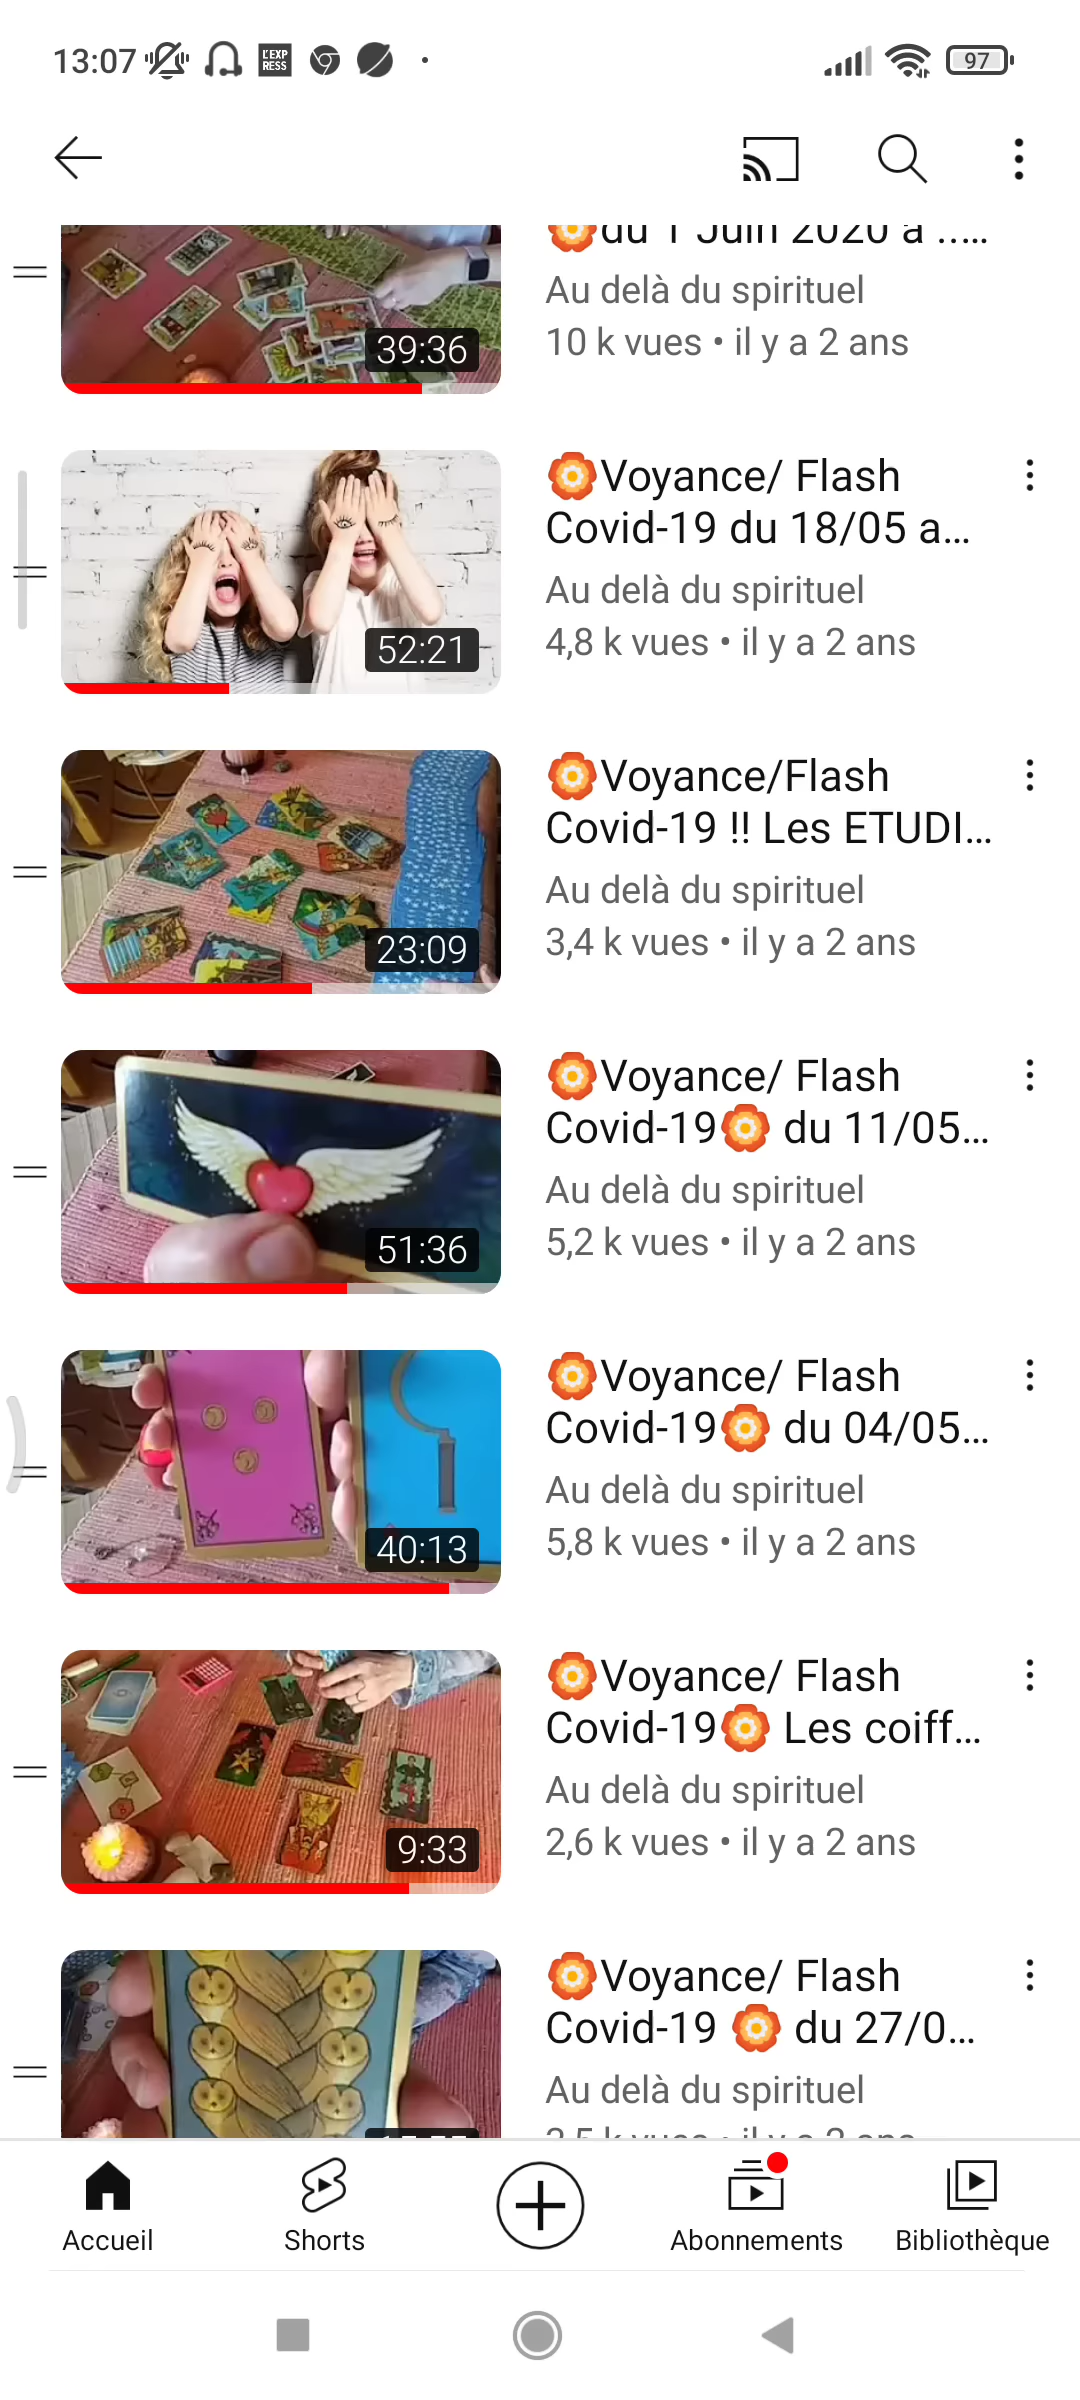 13:07
L'EXP
RESS
97
du 1 Juin 2020 a .....
Au delà du spirituel
10 k vues • il y a 2 ans
39:36
Voyance/ Flash
Covid-19 du 18/05 a...
Au delà du spirituel
4,8 k vues • il y a 2 ans
52:21
Voyance/Flash
Covid-19 !! Les ETUDI...
Au delà du spirituel
3,4 k vues • il y a 2 ans
23:09
Voyance/ Flash
Covid-19🏵️ du 11/05...
Au delà du spirituel
5,2 k vues • il y a 2 ans
51:36
Voyance/ Flash
Covid-19🏵️ du 04/05...
Au delà du spirituel
5,8 k vues • il y a 2 ans
40:13
Voyance/ Flash
Covid-19🏵️ Les coiff...
Au delà du spirituel
2,6 k vues • il y a 2 ans
9:33
Voyance/ Flash
Covid-19 🏵️ du 27/0...
Au delà du spirituel
Accueil
Shorts
Abonnements
Bibliothèque